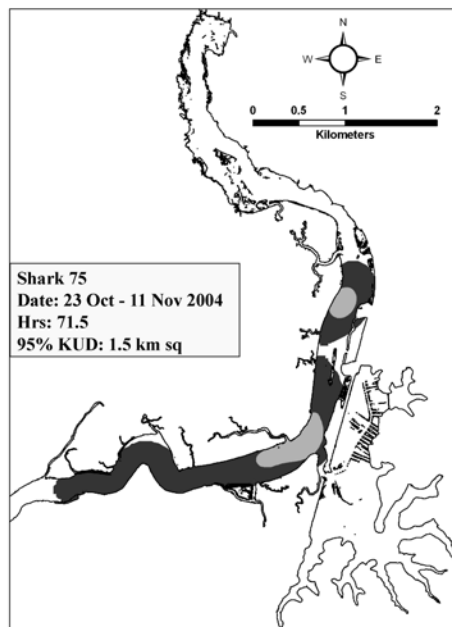 N
W E
S
0 0.5 1 2
Kilometers
Shark 75
Date: 23 Oct - 11 Nov 2004
Hrs: 71.5
95% KUD: 1.5 km sq